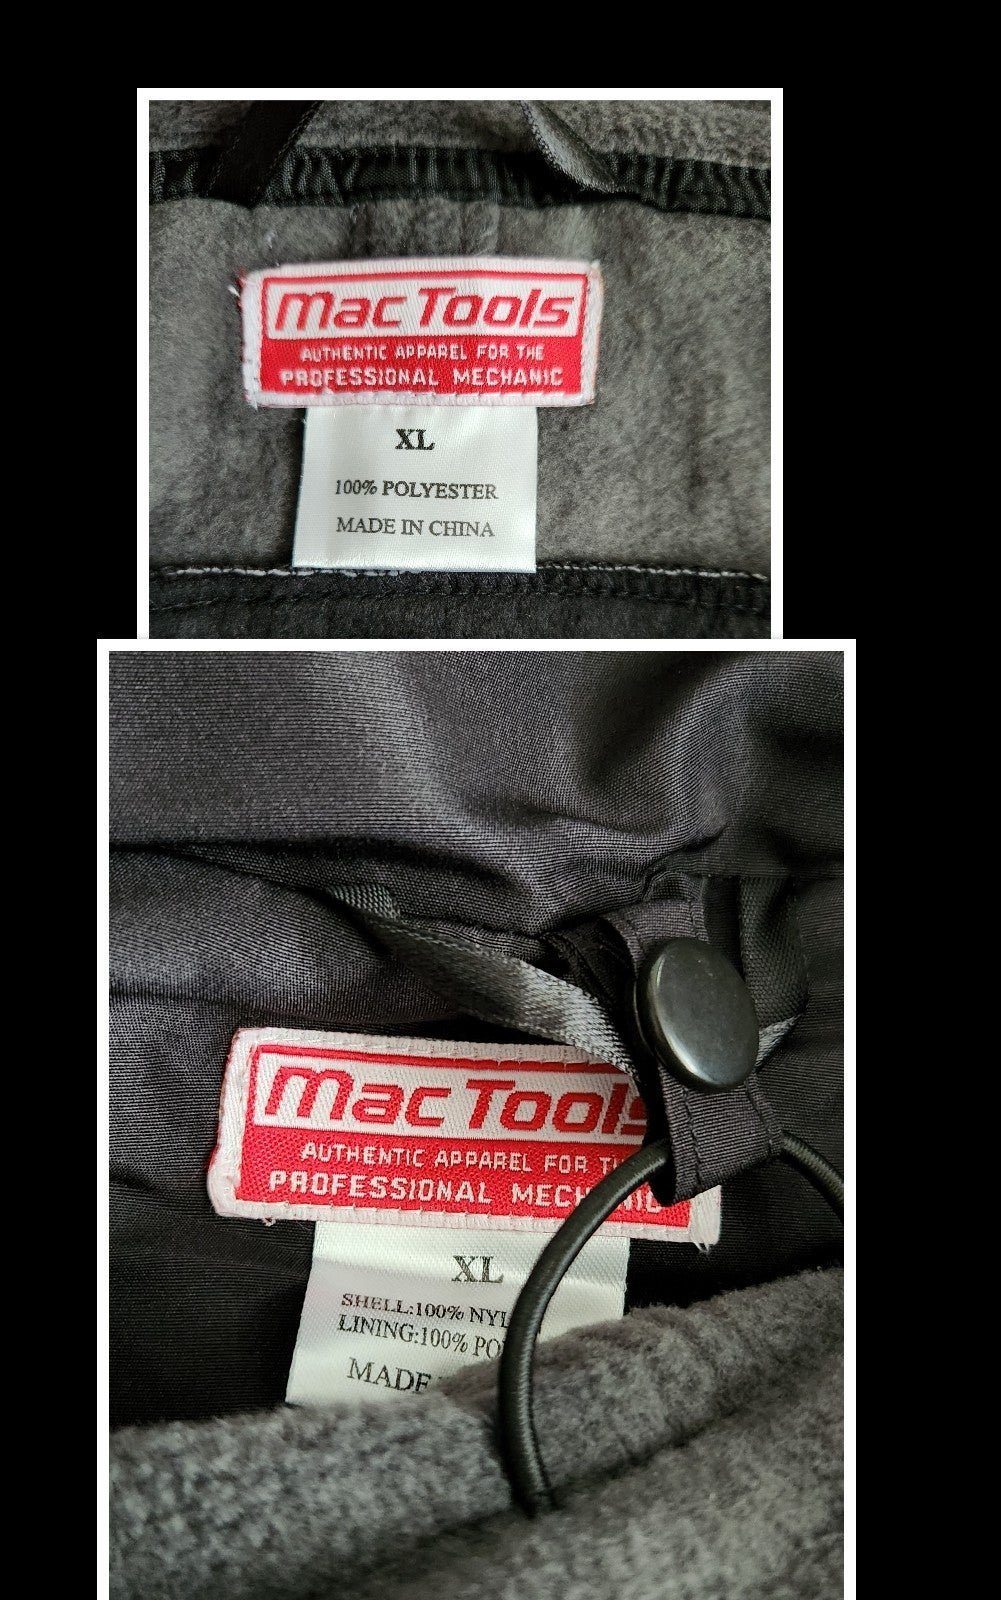 mac Tools
AUTHENTIC APPAREL FOR THE
PROFESSIONAL MECHANIC
XL
100% POLYESTER
MADE IN CHINA
mac Tools
AUTHENTIC APPAREL FOR
PROFESSIONAL
XL
SHELL:100%
LINING:100%
MADE